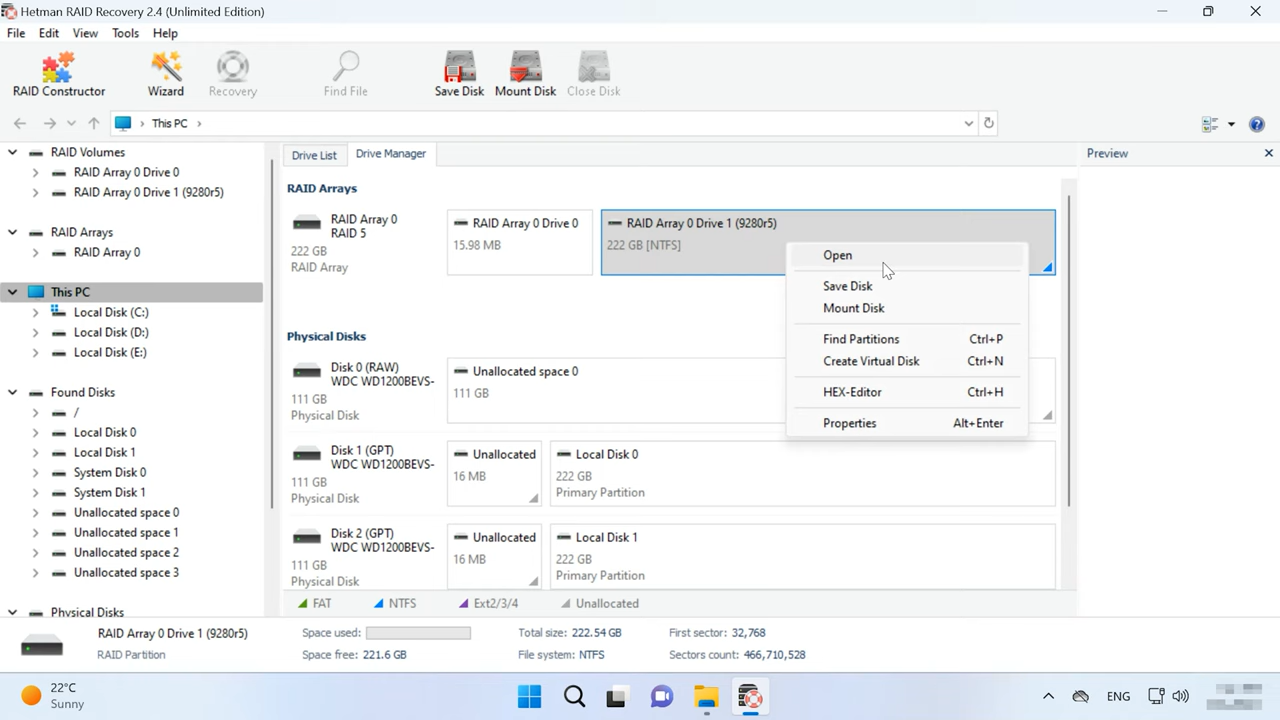 Hetman RAID Recovery 2.4 (Unlimited Edition)
File Edit View Tools Help
RAID Constructor Wizard Recovery Find File Save Disk Mount Disk Close Disk
This PC
RAID Volumes
RAID Array 0 Drive 0
RAID Array 0 Drive 1 (9280r5)
RAID Arrays
RAID Array 0
This PC
Local Disk (C:)
Local Disk (D:)
Local Disk (E:)
Found Disks
/
Local Disk 0
Local Disk 1
System Disk 0
System Disk 1
Unallocated space 0
Unallocated space 1
Unallocated space 2
Unallocated space 3
Physical Disks
Drive List Drive Manager
RAID Arrays
RAID Array 0
RAID 5
222 GB
RAID Array
RAID Array 0 Drive 0
15.98 MB
RAID Array 0 Drive 1 (9280r5)
222 GB [NTFS]
Physical Disks
Disk 0 (RAW)
WDC WD1200BEVS-
111 GB
Physical Disk
Unallocated space 0
111 GB
Disk 1 (GPT)
WDC WD1200BEVS-
111 GB
Physical Disk
Unallocated
16 MB
Local Disk 0
222 GB
Primary Partition
Disk 2 (GPT)
WDC WD1200BEVS-
111 GB
Physical Disk
Unallocated
16 MB
Local Disk 1
222 GB
Primary Partition
FAT NTFS Ext2/3/4 Unallocated
Open
Save Disk
Mount Disk
Find Partitions Ctrl+P
Create Virtual Disk Ctrl+N
HEX-Editor Ctrl+H
Properties Alt+Enter
Preview
RAID Array 0 Drive 1 (9280r5)
RAID Partition
Space used:
Space free: 221.6 GB
Total size: 222.54 GB
File system: NTFS
First sector: 32,768
Sectors count: 466,710,528
22°C
Sunny
ENG